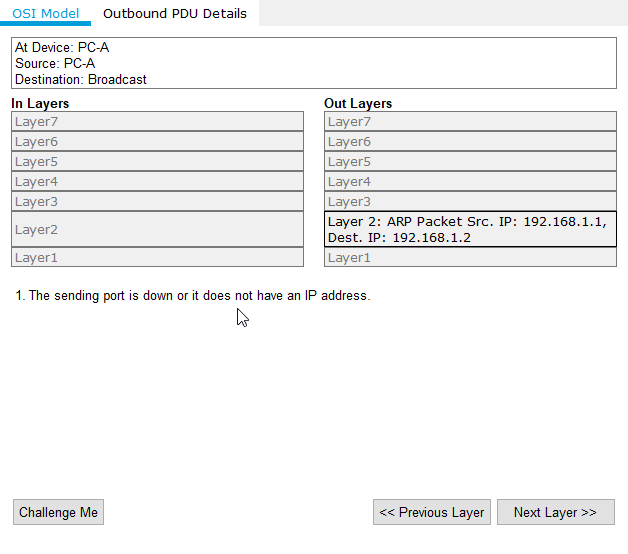 OSI Model Outbound PDU Details
At Device: PC-A
Source: PC-A
Destination: Broadcast
In Layers
Layer7
Layer6
Layer5
Layer4
Layer3
Layer2
Layer1
Out Layers
Layer7
Layer6
Layer5
Layer4
Layer3
Layer 2: ARP Packet Src. IP: 192.168.1.1,
Dest. IP: 192.168.1.2
Layer1
1. The sending port is down or it does not have an IP address.
Challenge Me
<< Previous Layer
Next Layer >>